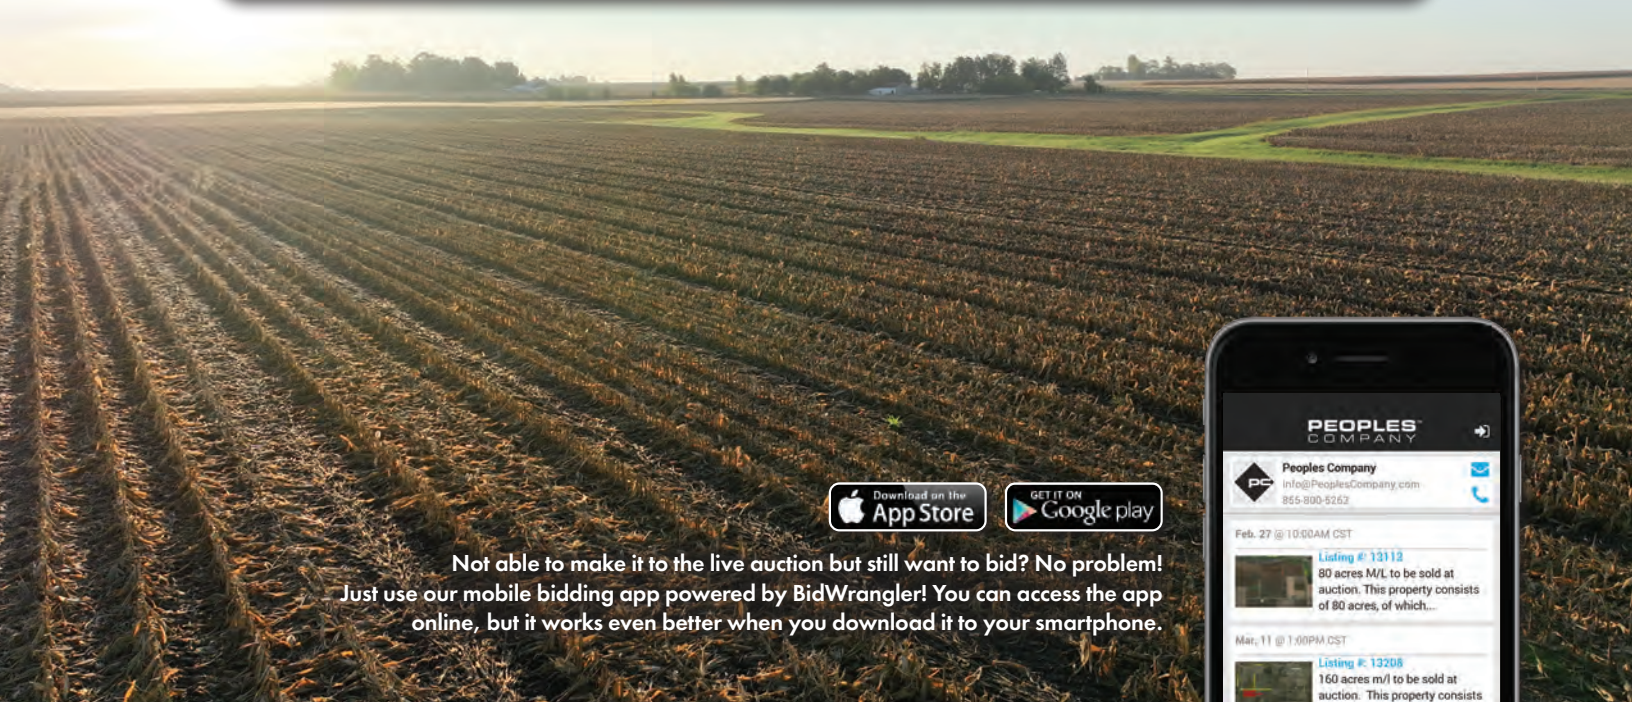 Download on the
App Store
GET IT ON
Google play
Not able to make it to the live auction but still want to bid? No problem!
Just use our mobile bidding app powered by BidWrangler! You can access the app
online, but it works even better when you download it to your smartphone.
PEOPLES
COMPANY
PC
Peoples Company
info@PeoplesCompany.com
855-800-5263
Feb. 27 @ 10:00AM CST
Listing #: 13113
80 acres M/L to be sold at
auction. This property consists
of 80 acres, of which...
Mar, 11 @ 1:00PM CST
Listing #: 13208
160 acres m/l to be sold at
auction. This property consists